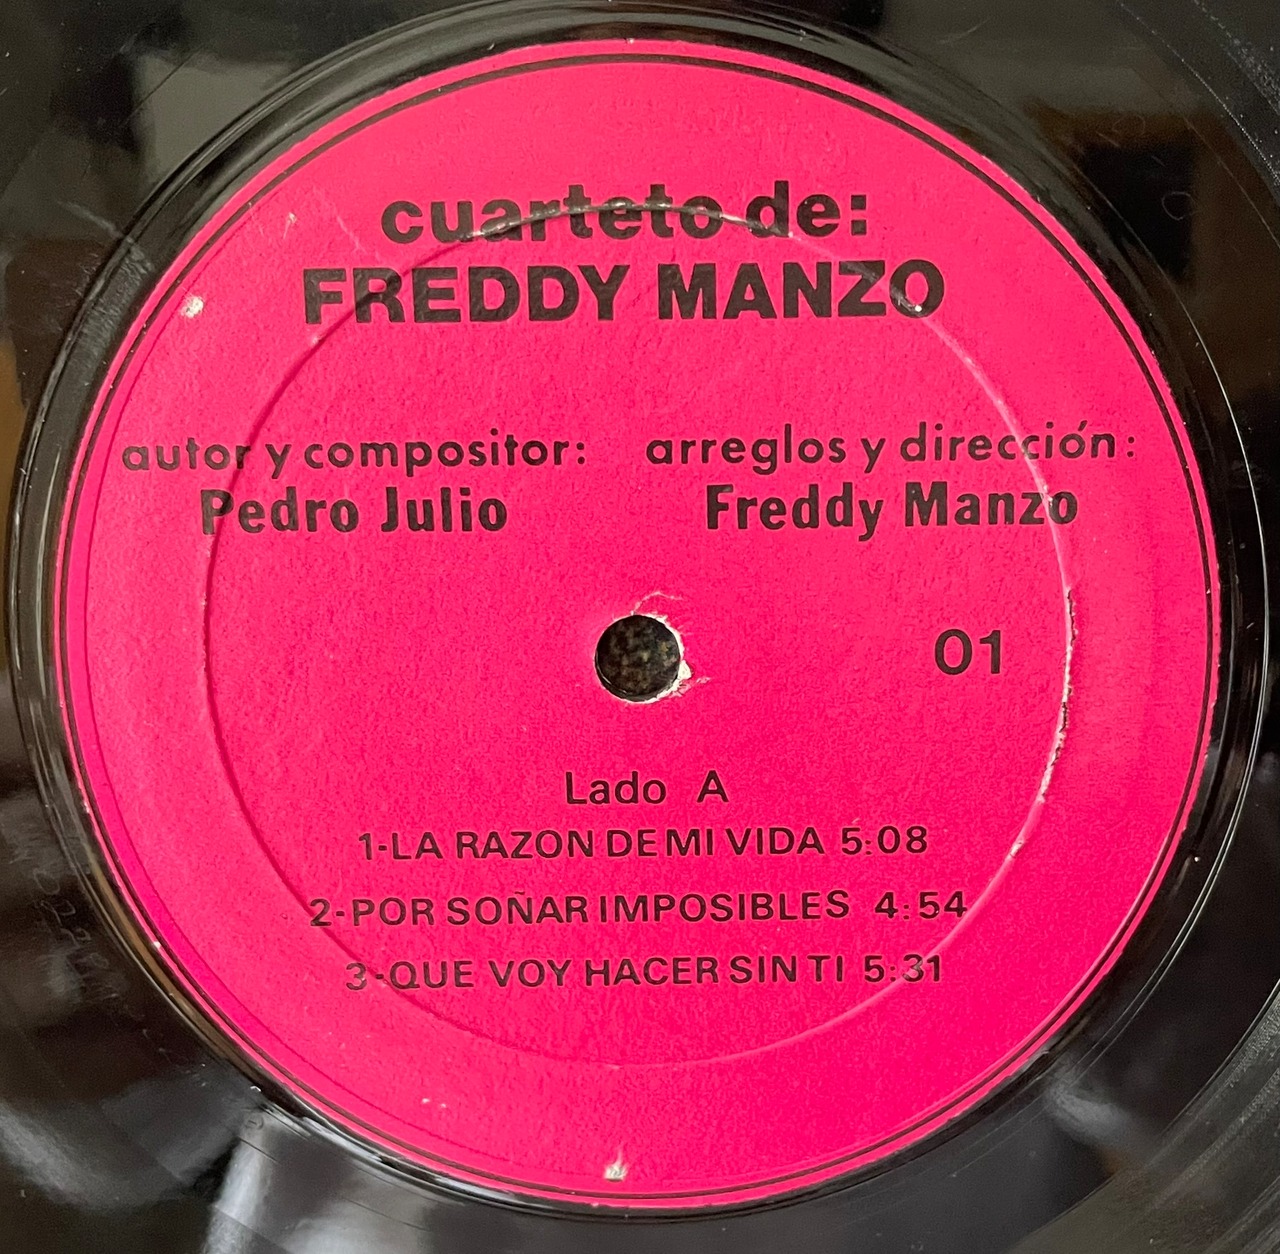 cuarteto de:
FREDDY MANZO
autor y compositor: arreglos y dirección:
Pedro Julio Freddy Manzo
01
Lado A
1-LA RAZON DE MI VIDA 5:08
2-POR SOÑAR IMPOSIBLES 4:54
3-QUE VOY HACER SIN TI 5:31